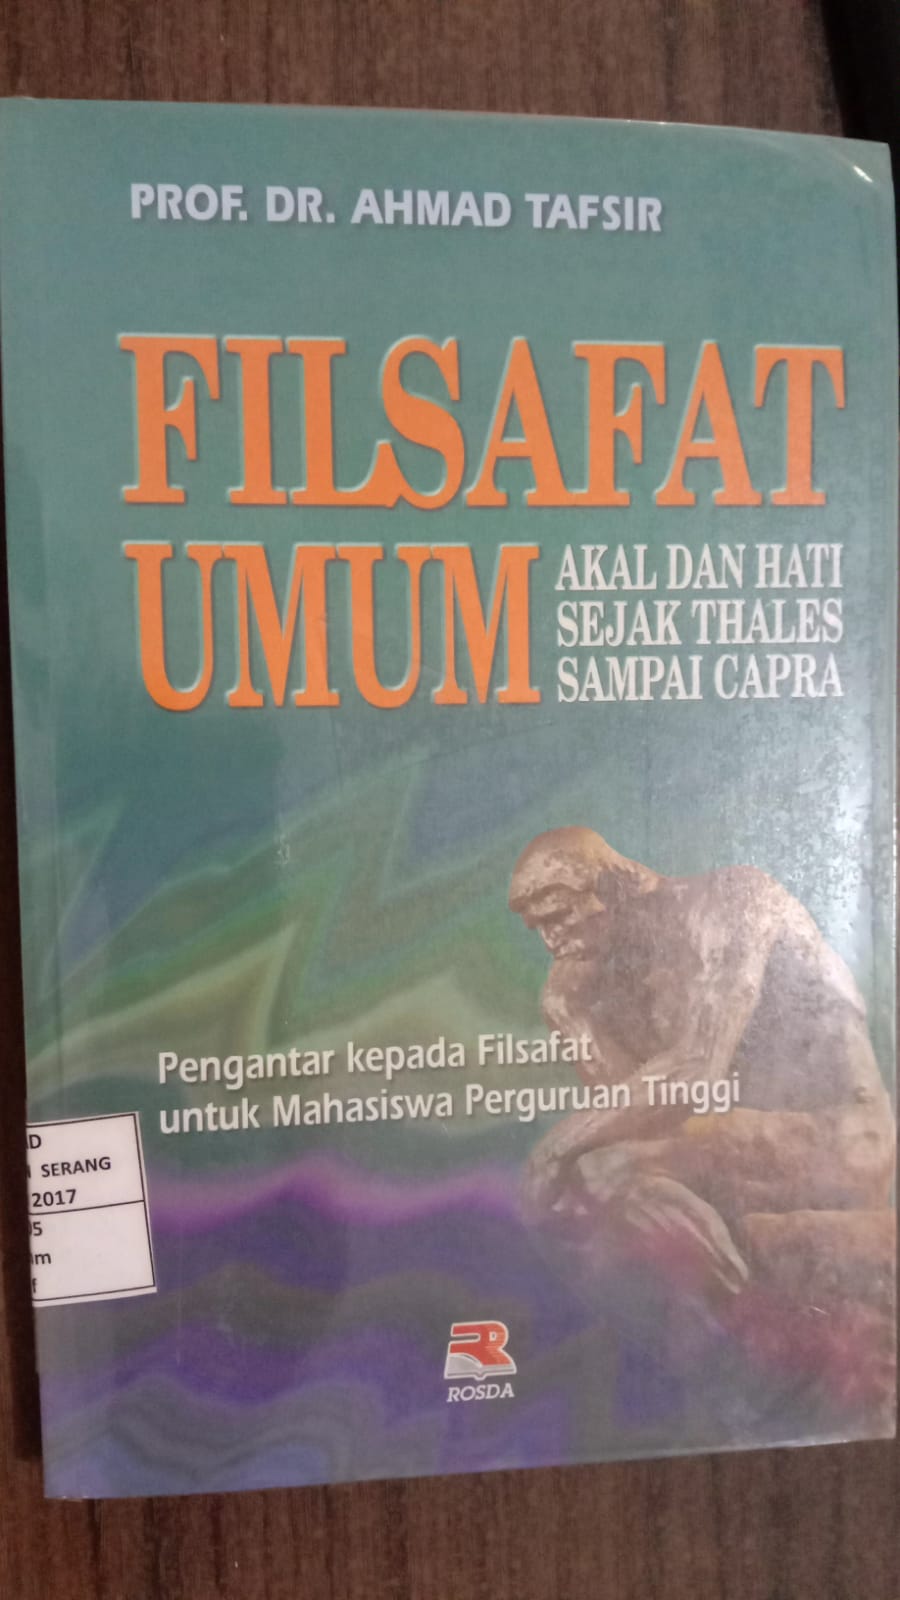 PROF. DR. AHMAD TAFSIR
FILSAFAT
UMUM
AKAL DAN HATI
SEJAK THALES
SAMPAI CAPRA
Pengantar kepada Filsafat
untuk Mahasiswa Perguruan Tinggi
SERANG
2017
ROSDA